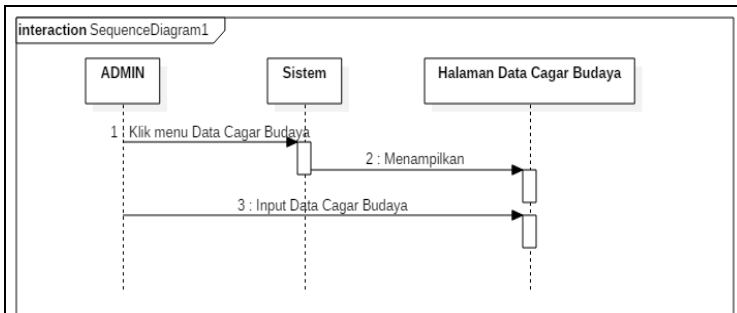 interaction SequenceDiagram1
ADMIN
Sistem
Halaman Data Cagar Budaya
1 : Klik menu Data Cagar Budaya
2 : Menampilkan
3 : Input Data Cagar Budaya